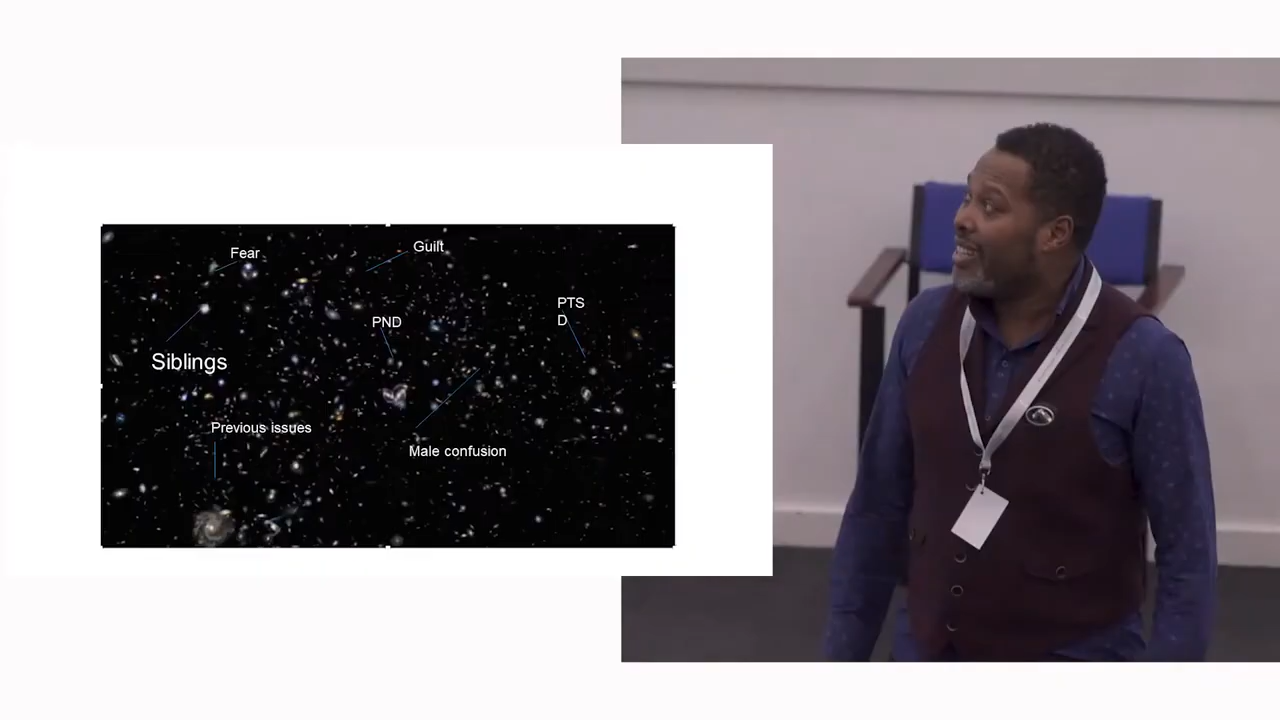 Fear
Guilt
PTS
D
PND
Siblings
Previous issues
Male confusion